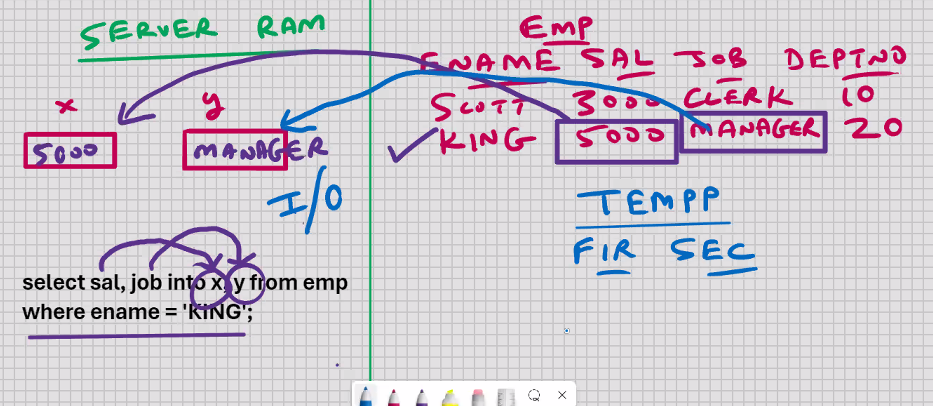 SERVER RAM
EMP
ENAME SAL JOB DEPTNO
x y
SCOTT 3000 CLERK 10
KING 5000 MANAGER 20
5000 MANAGER
I/O
TEMPP
FIR SEC
select sal, job into x, y from emp
where ename = 'KING';